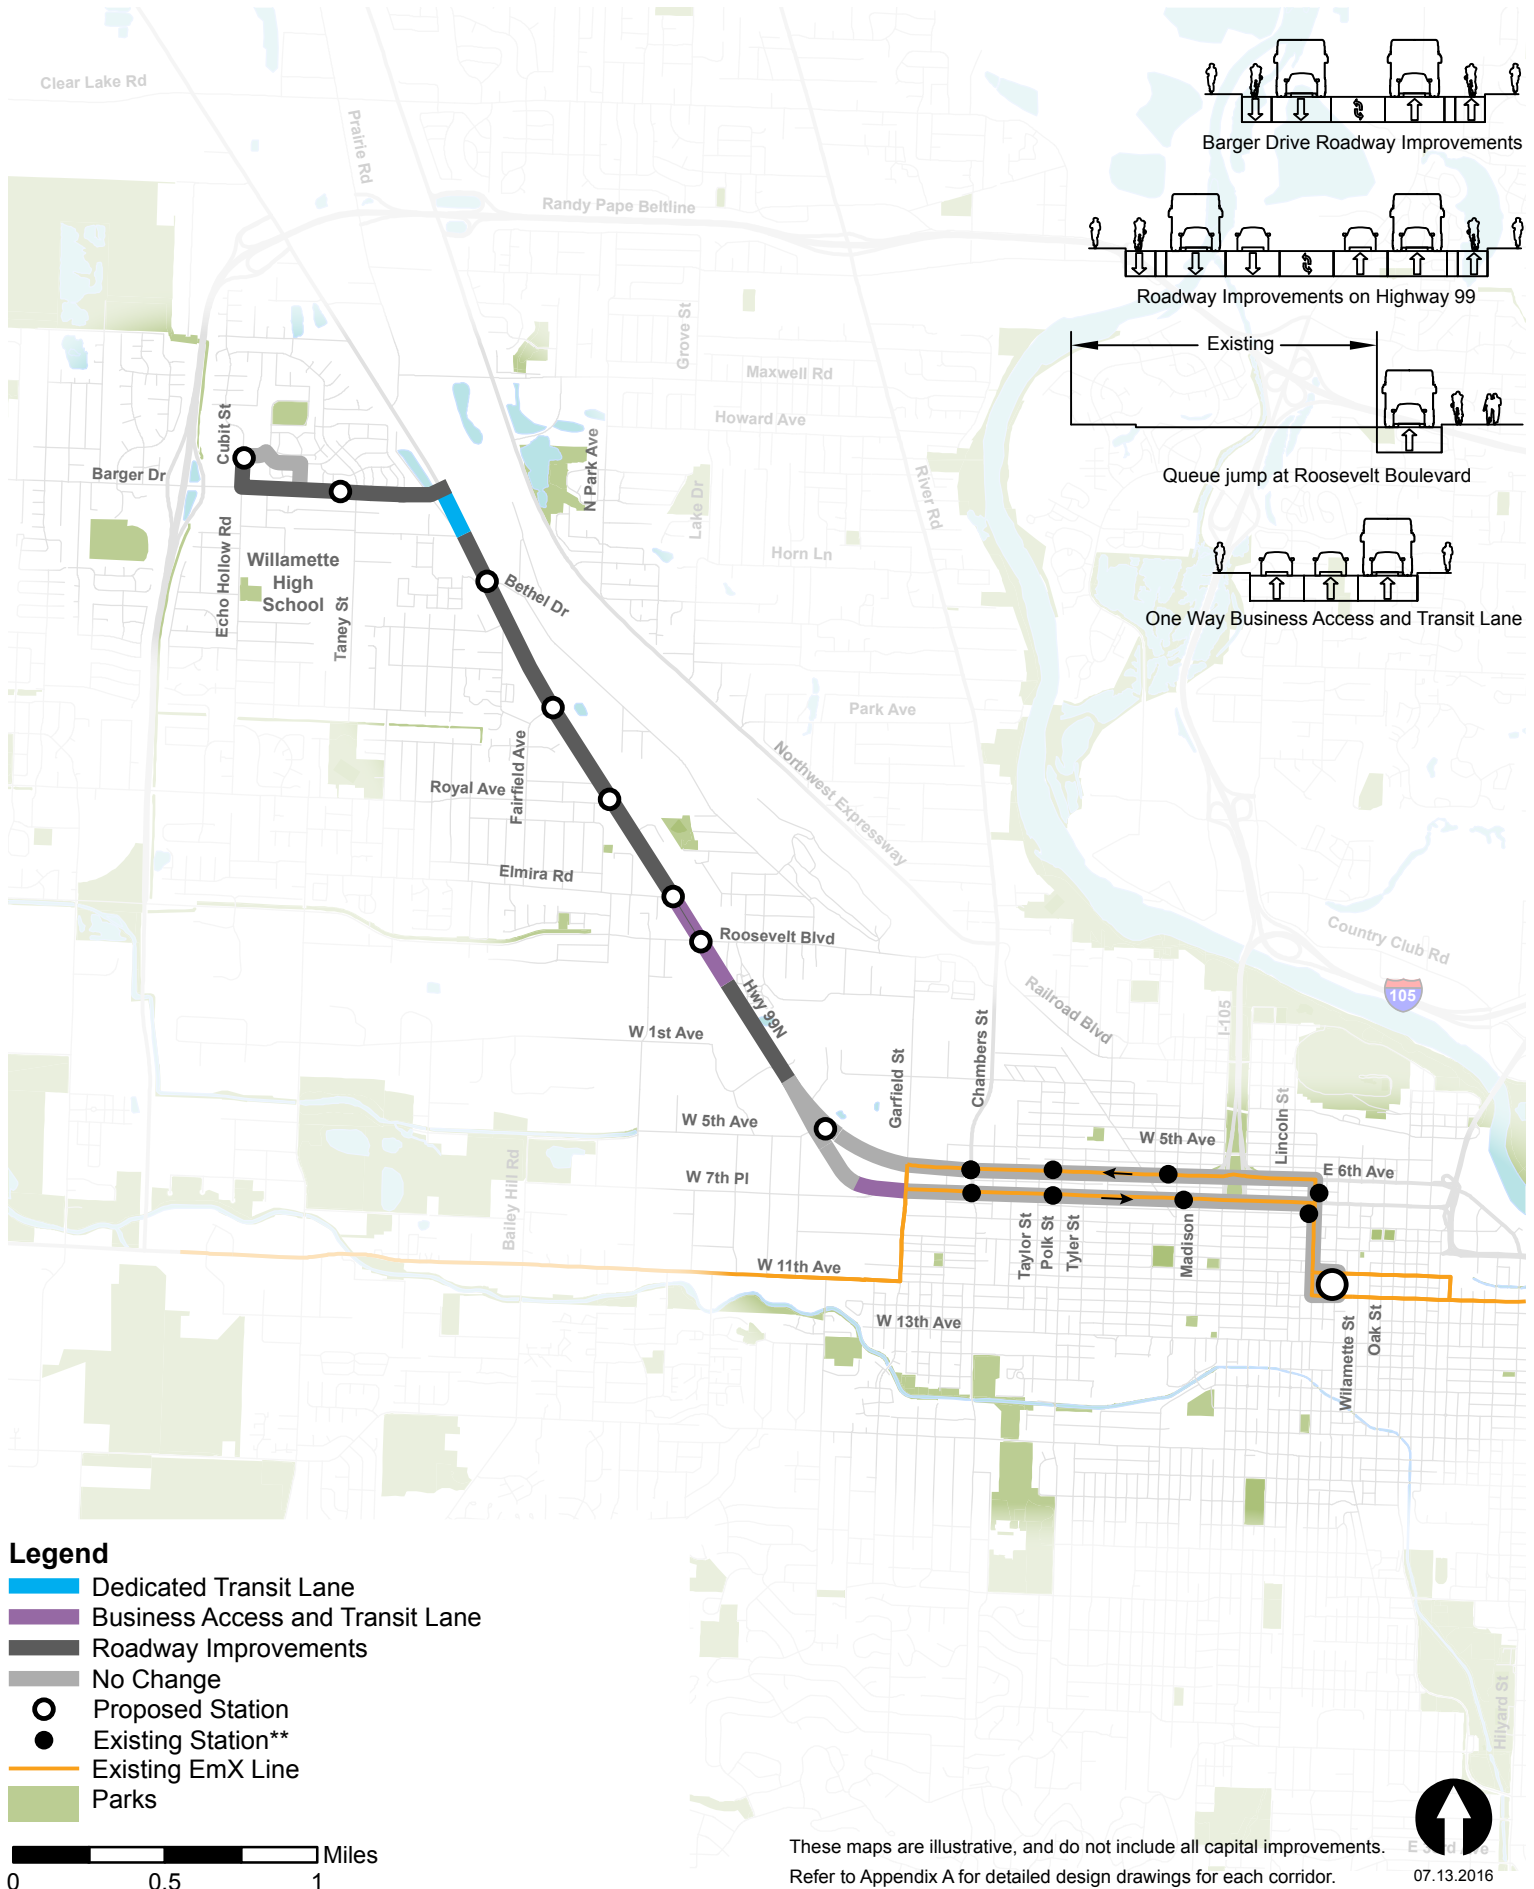 Clear Lake Rd
Prairie Rd
Randy Pape Beltline
Barger Drive Roadway Improvements
Roadway Improvements on Highway 99
Existing
Queue jump at Roosevelt Boulevard
One Way Business Access and Transit Lane
Grove St
Maxwell Rd
Howard Ave
Cubit St
Barger Dr
N Park Ave
Lake Dr
River Rd
Horn Ln
Echo Hollow Rd
Willamette
High
School
Taney St
Bethel Dr
Park Ave
Northwest Expressway
Royal Ave
Fairfield Ave
Elmira Rd
Roosevelt Blvd
Country Club Rd
105
Hwy 99N
Railroad Blvd
I-105
W 1st Ave
Garfield St
Chambers St
Lincoln St
W 5th Ave
W 5th Ave
E 6th Ave
W 7th Pl
Bailey Hill Rd
Taylor St
Polk St
Tyler St
Madison
W 11th Ave
W 13th Ave
Wilamette St
Oak St
Hilyard St
Legend
Dedicated Transit Lane
Business Access and Transit Lane
Roadway Improvements
No Change
Proposed Station
Existing Station**
Existing EmX Line
Parks
Miles
0 0.5 1
These maps are illustrative, and do not include all capital improvements.
Refer to Appendix A for detailed design drawings for each corridor.
07.13.2016